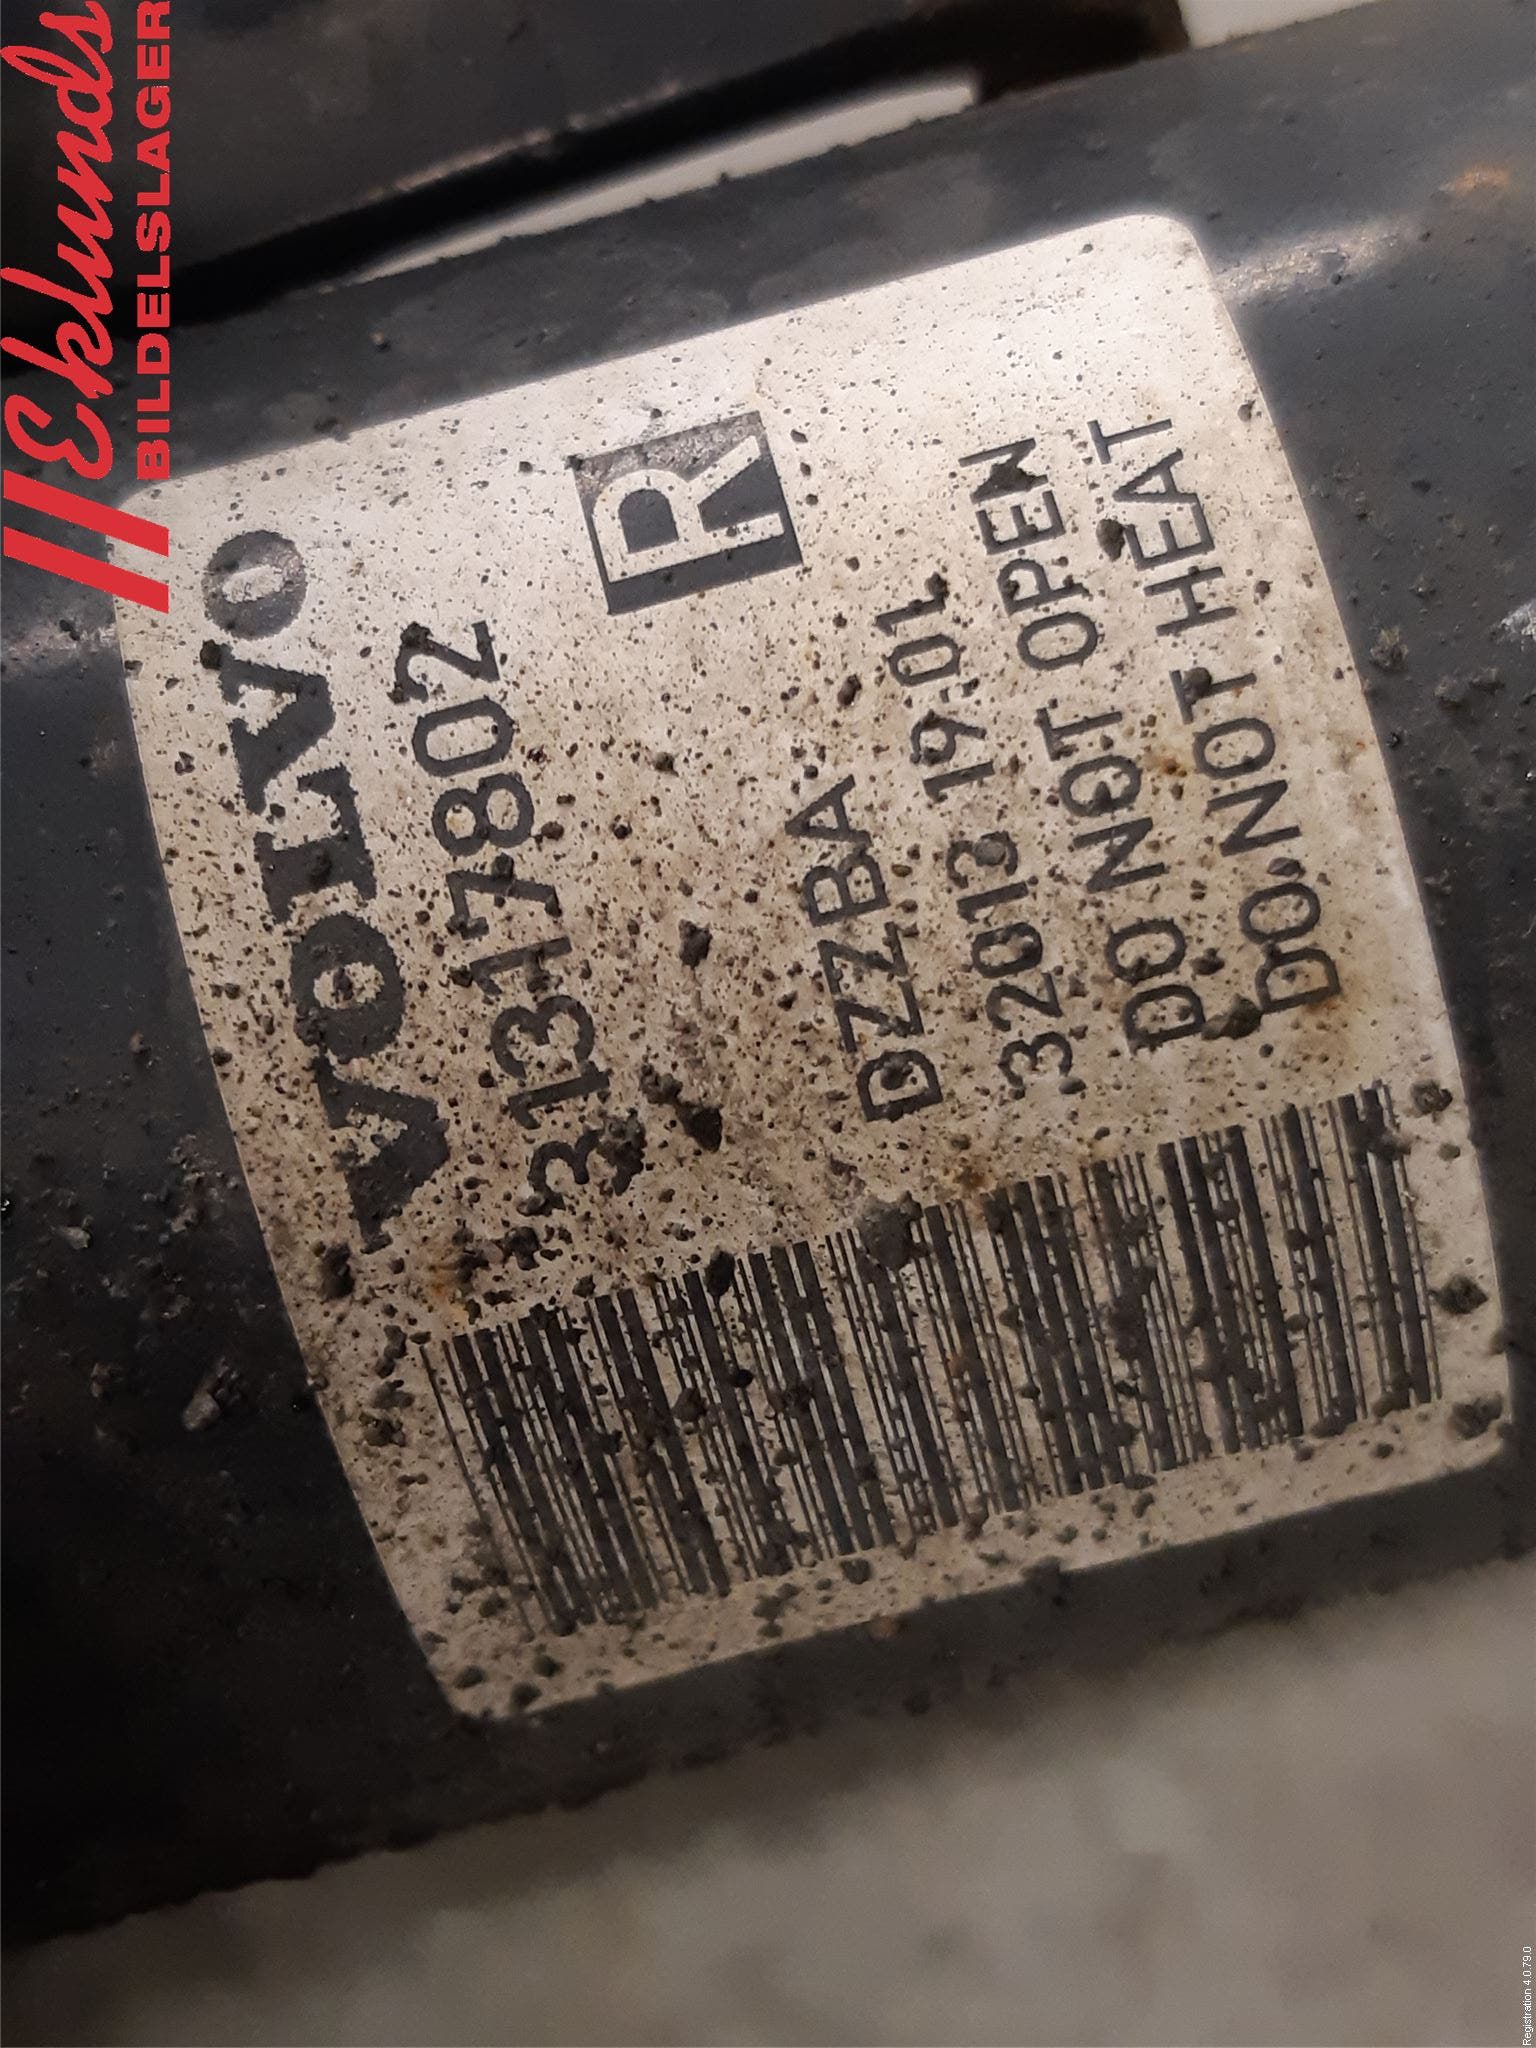 Eklunds
BILDELSLAGER
VOLVO
31317802
R
DZZBA
32013 19:01
DO NOT OPEN
DO NOT HEAT
Registration 4.0.79.0